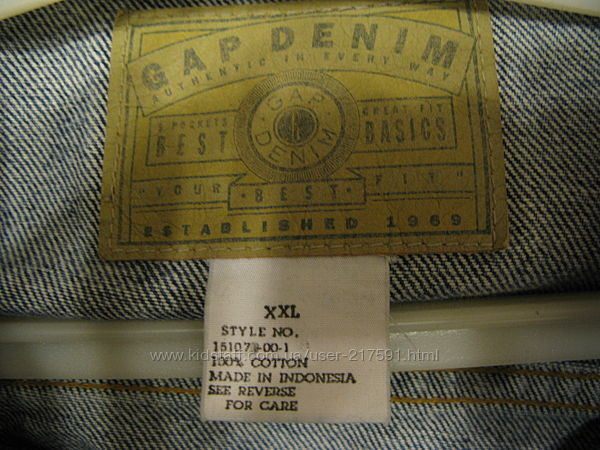 GAP DENIM
AUTHENTIC IN EVERY WAY
5 POCKETS
BEST
GAP
DENIM
GREAT FIT
BASICS
"YOUR BEST FIT"
ESTABLISHED 1969
XXL
STYLE NO.
100% COTTON
MADE IN INDONESIA
SEE REVERSE
FOR CARE
www.kidstaff.com.ua/user-217591.html